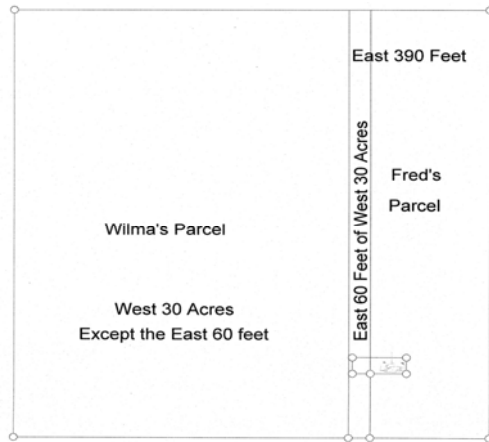 East 390 Feet
East 60 Feet of West 30 Acres
Fred's
Parcel
Wilma's Parcel
West 30 Acres
Except the East 60 feet